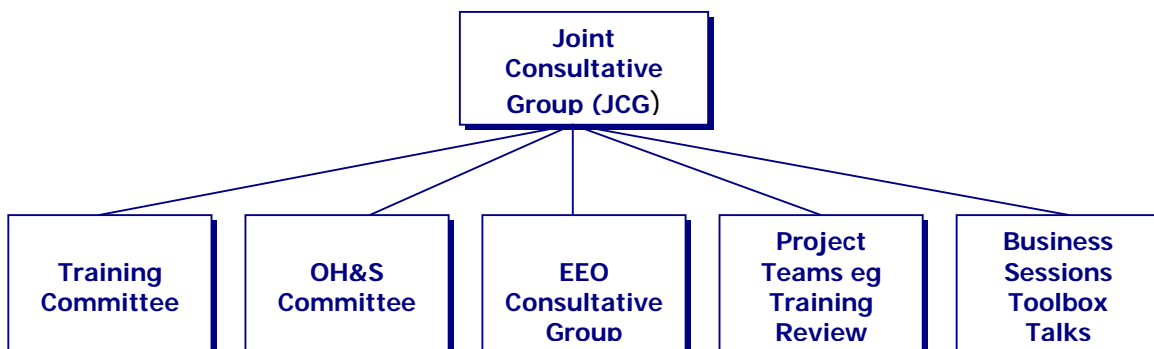 Joint
Consultative
Group (JCG)
Training
Committee
OH&S
Committee
EEO
Consultative
Group
Project
Teams eg
Training
Review
Business
Sessions
Toolbox
Talks